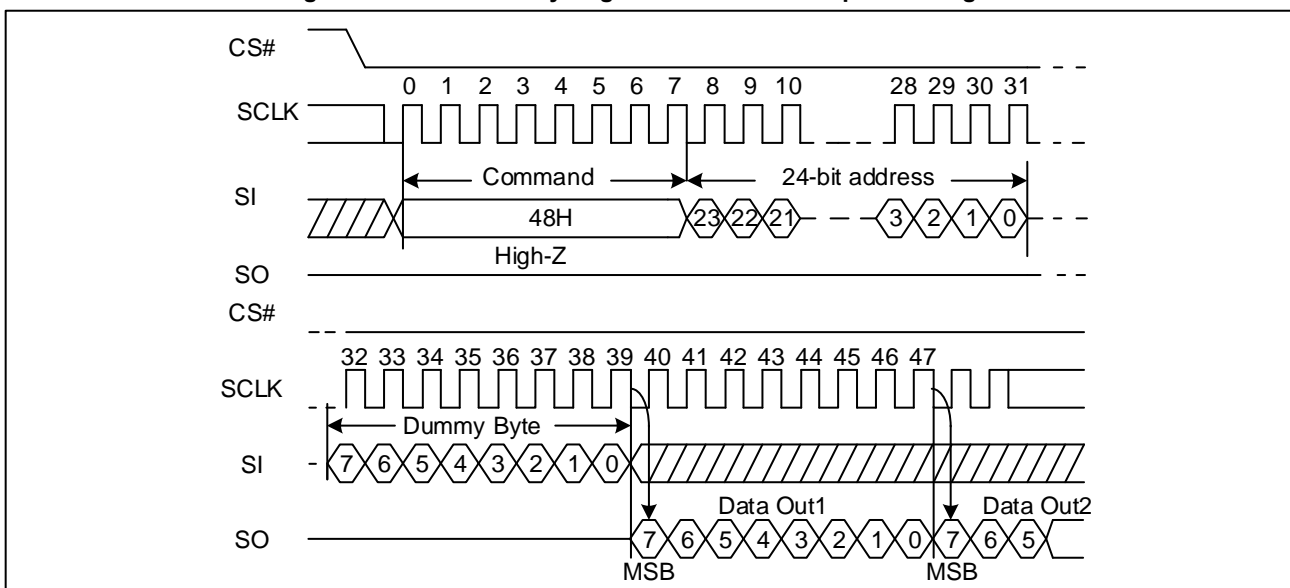 CS#
0 1 2 3 4 5 6 7 8 9 10 28 29 30 31
SCLK
Command 24-bit address
SI
48H 23 22 21 3 2 1 0
High-Z
SO
CS#
32 33 34 35 36 37 38 39 40 41 42 43 44 45 46 47
SCLK
Dummy Byte
SI 7 6 5 4 3 2 1 0
Data Out1 Data Out2
SO 7 6 5 4 3 2 1 0 7 6 5
MSB MSB